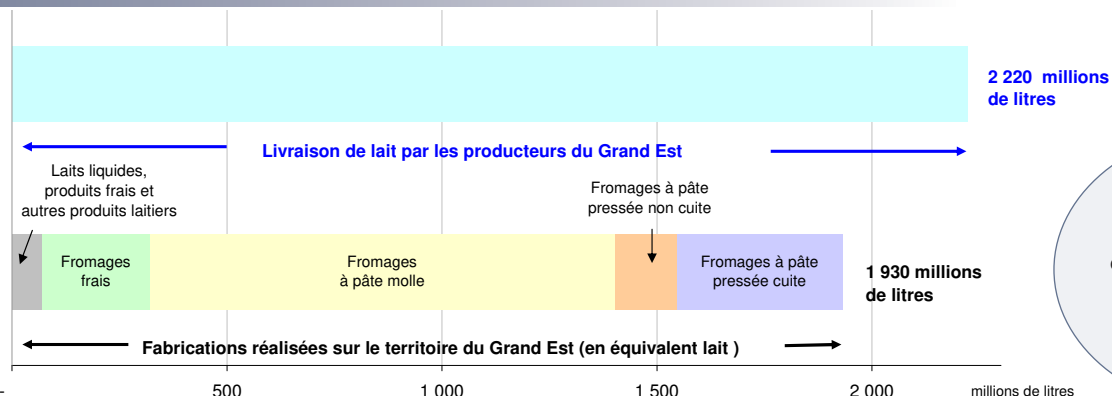 2 220 millions
de litres
Livraison de lait par les producteurs du Grand Est
Laits liquides,
produits frais et
autres produits laitiers
Fromages à pâte
pressée non cuite
Fromages
frais
Fromages
à pâte molle
Fromages à pâte
pressée cuite
1 930 millions
de litres
Fabrications réalisées sur le territoire du Grand Est (en équivalent lait )
-
500
1 000
1 500
2 000
millions de litres